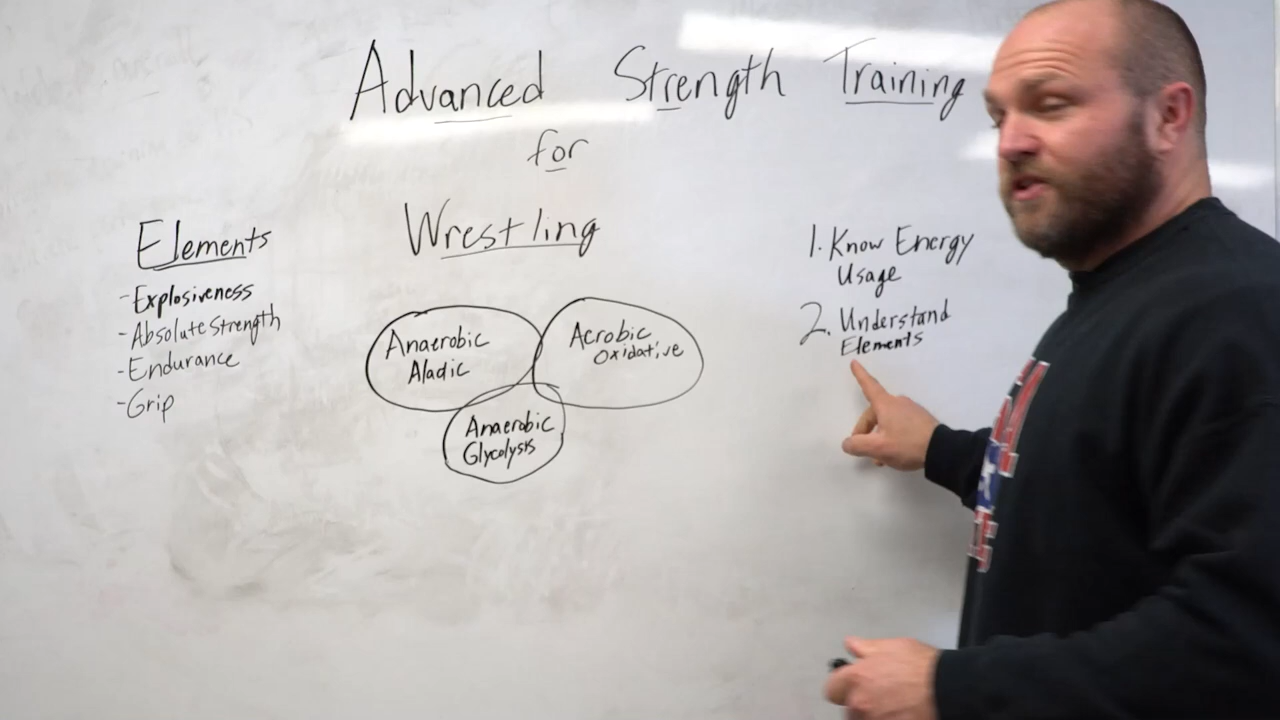 Advanced Strength Training
for
Wrestling
Elements
- Explosiveness
- Absolute Strength
- Endurance
- Grip
Anaerobic
Aladic
Aerobic
Oxidative
Anaerobic
Glycolysis
1. Know Energy
Usage
2. Understand
Elements